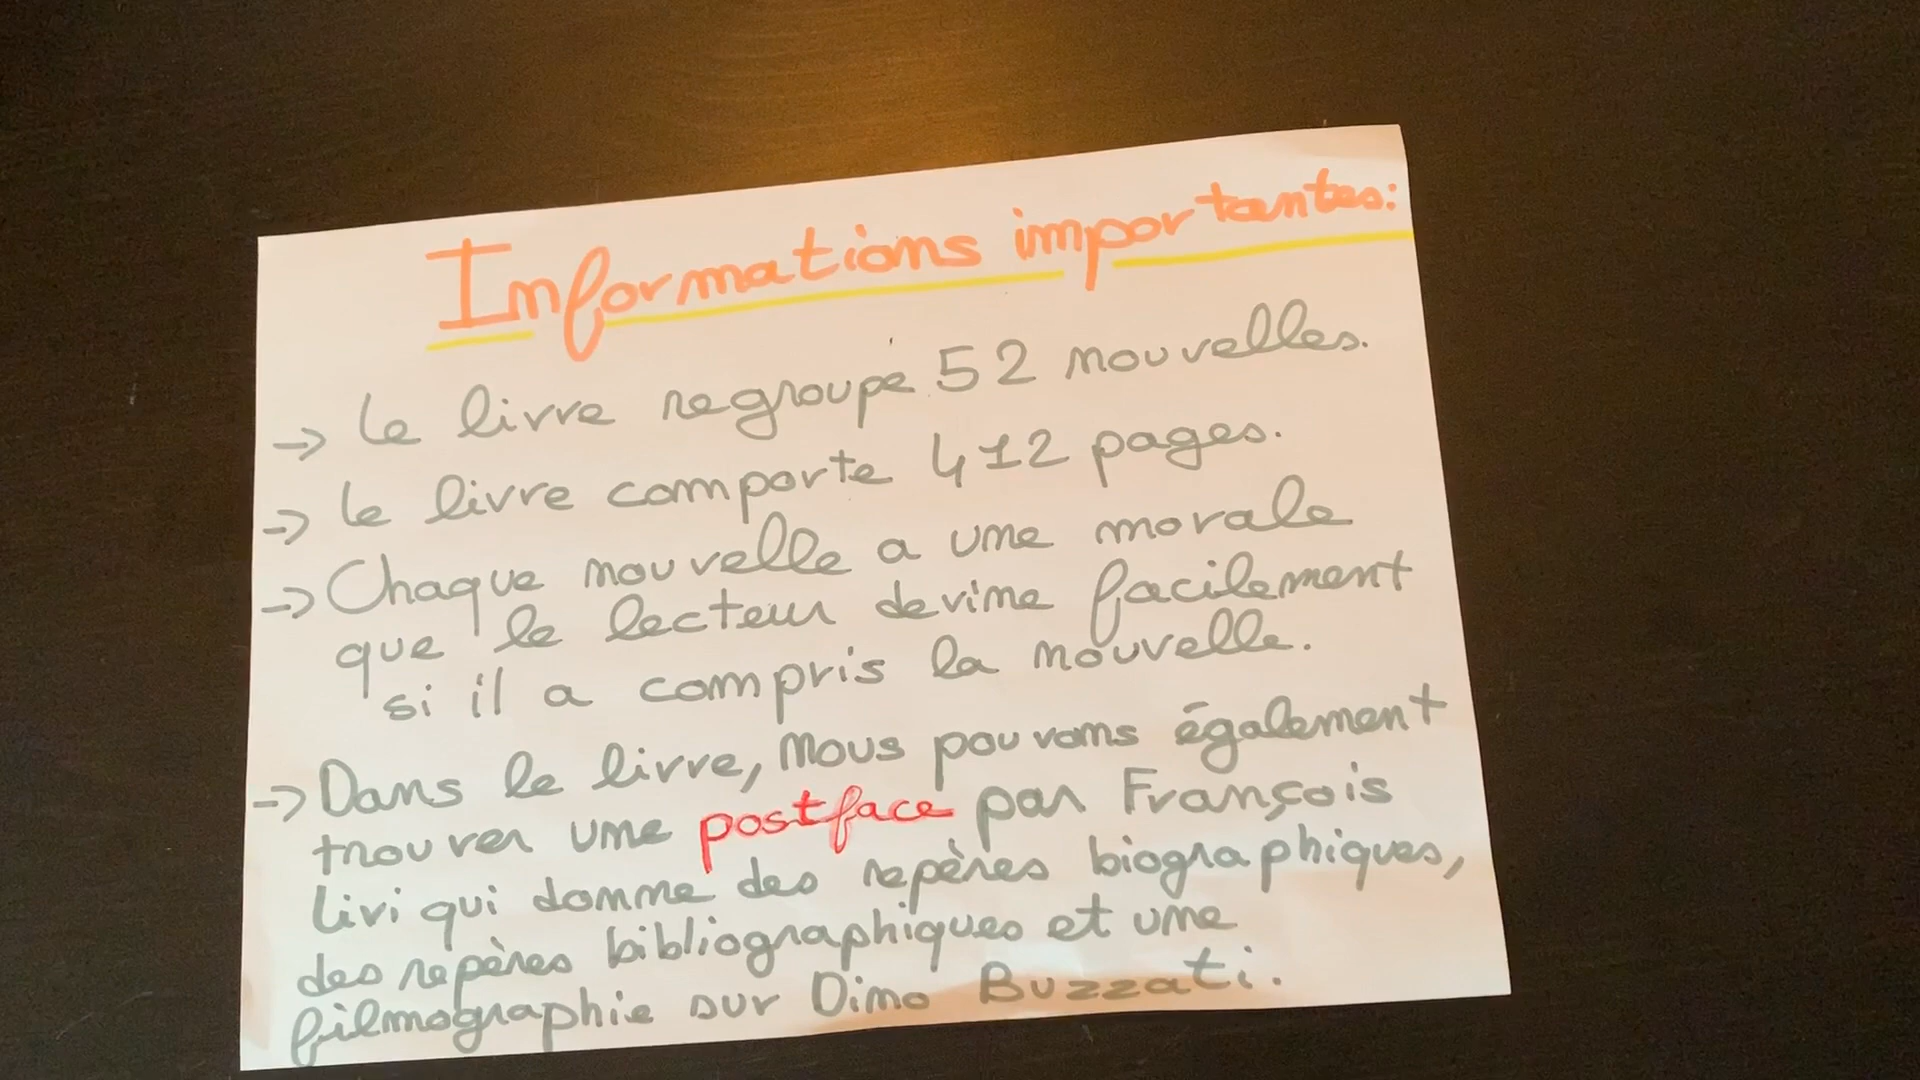 Informations importantes:
→ Le livre regroupe 52 nouvelles.
→ Le livre comporte 412 pages.
→ Chaque nouvelle a une morale
que le lecteur devine facilement
si il a compris la nouvelle.
→ Dans le livre, nous pouvons également
trouver une postface par François
Livi qui donne des repères biographiques,
des repères bibliographiques et une
filmographie sur Dino Buzzati.